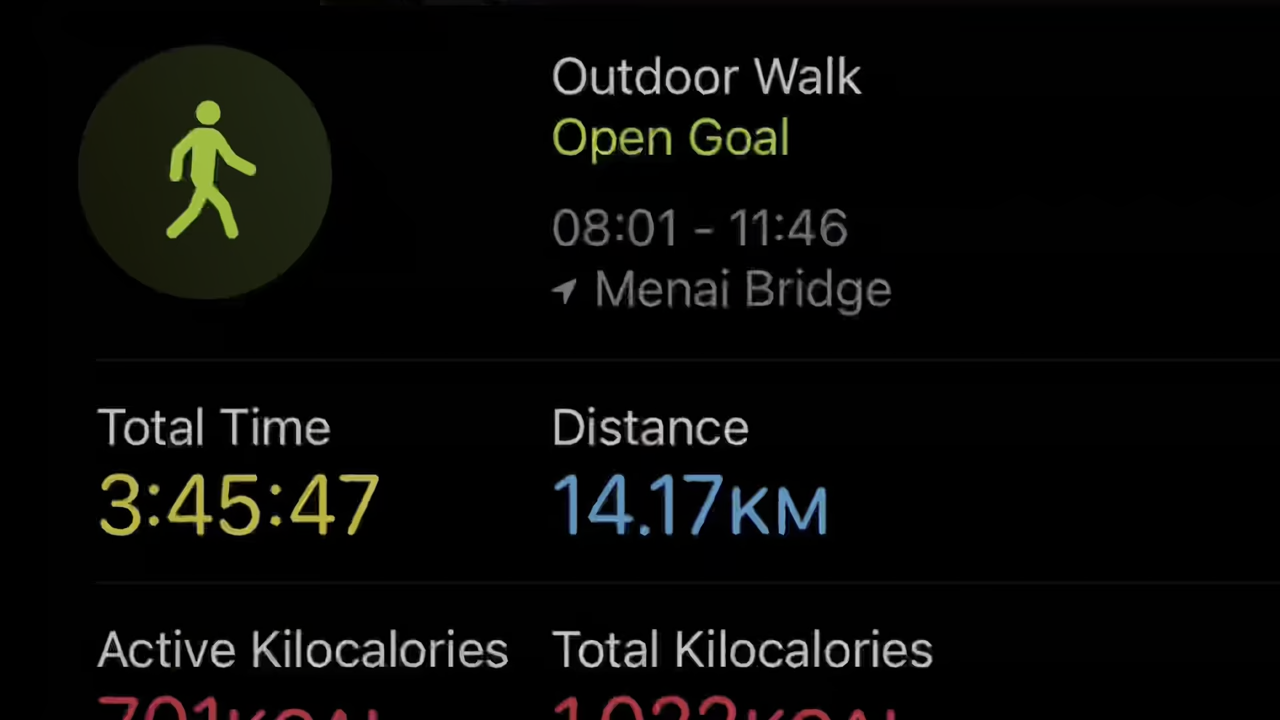 Outdoor Walk
Open Goal
08:01 - 11:46
Menai Bridge
Total Time
Distance
3:45:47
14.17KM
Active Kilocalories
Total Kilocalories